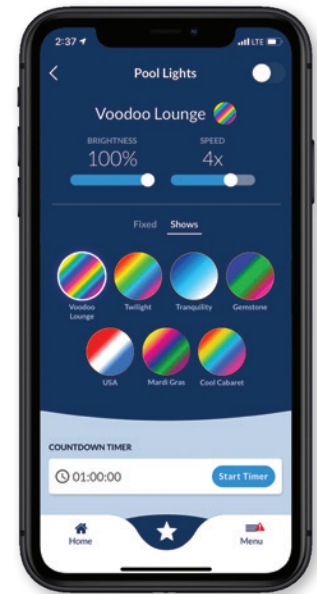 2:37
LTE
Pool Lights
Voodoo Lounge
BRIGHTNESS SPEED
100% 4x
Fixed Shows
Voodoo
Lounge
Twilight
Tranquility
Gemstone
USA
Mardi Gras
Cool Cabaret
COUNTDOWN TIMER
01:00:00
Start Timer
Home
Menu